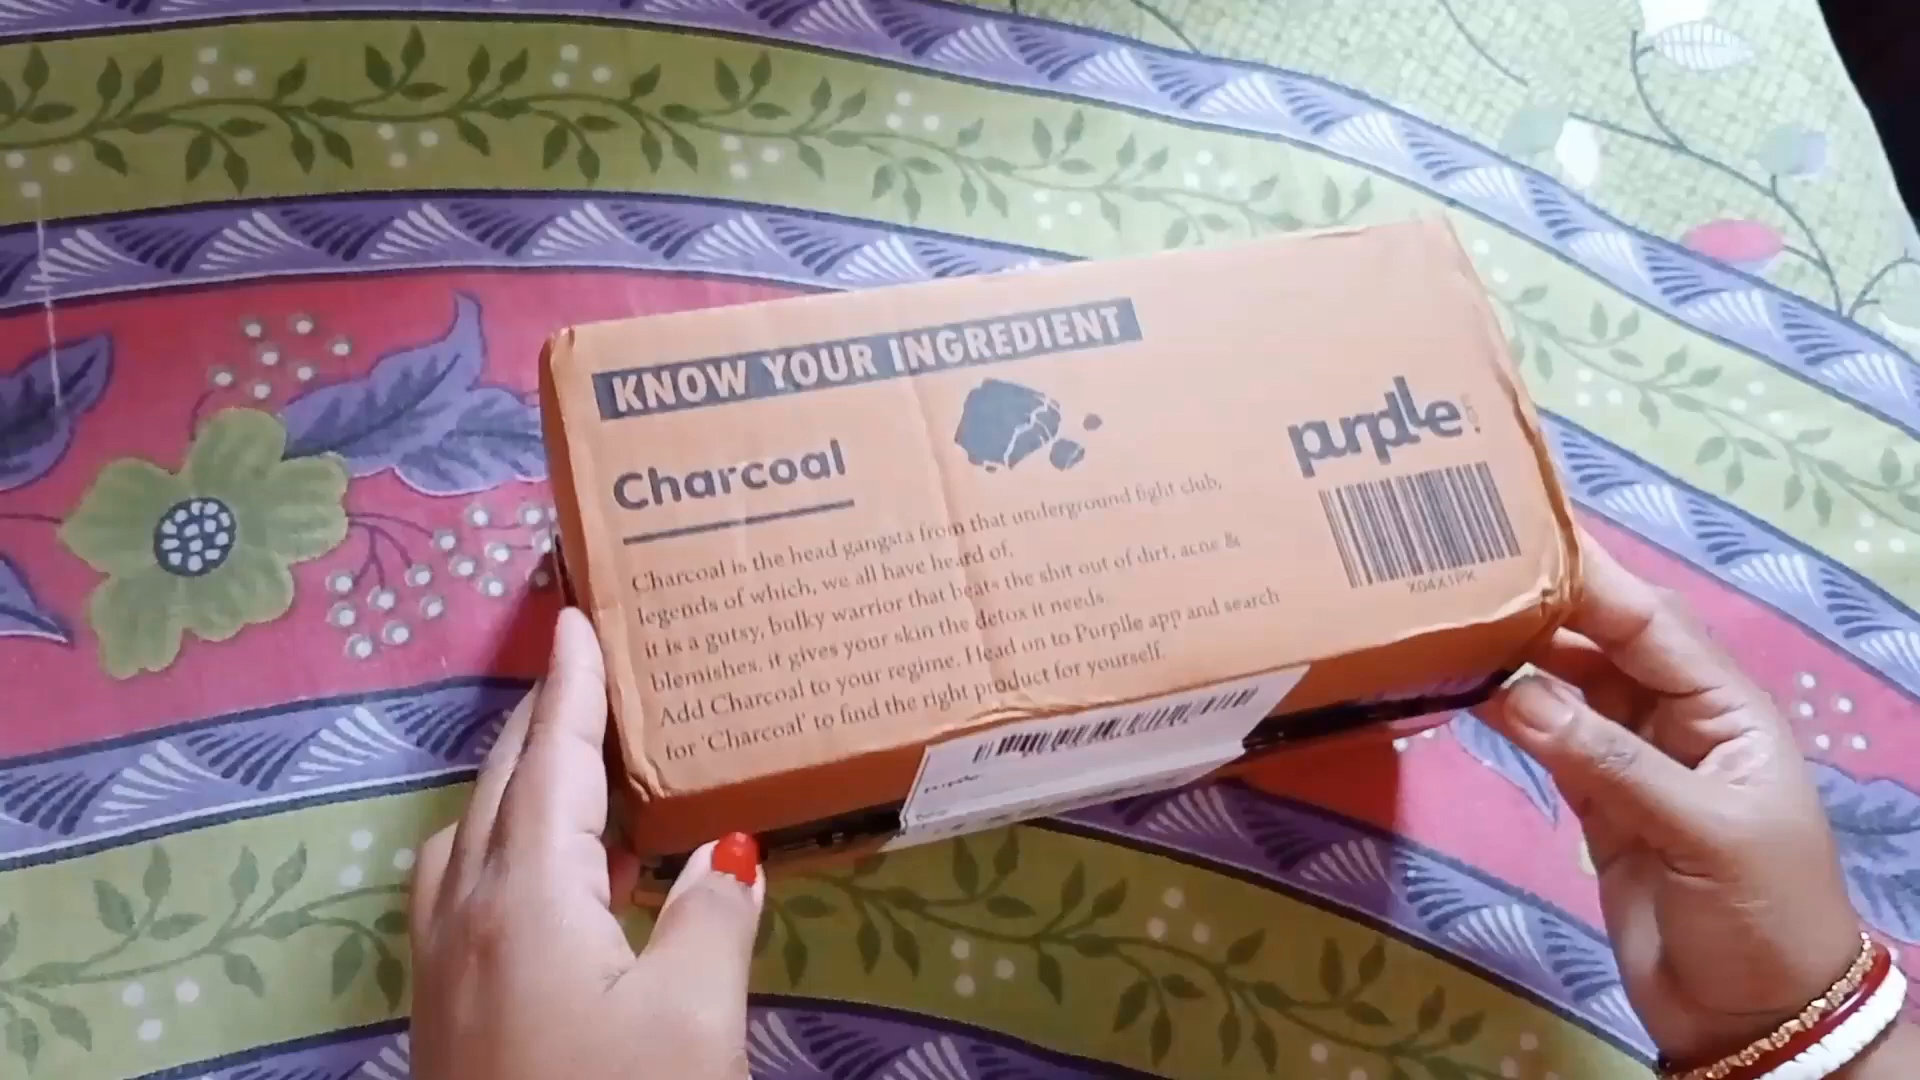 KNOW YOUR INGREDIENT
Charcoal
Charcoal is the head gangsta from that underground fight club,
legends of which, we all have heard of.
it is a gutsy, bulky warrior that beats the shit out of dirt, acne &
blemishes. it gives your skin the detox it needs.
Add Charcoal to your regime. Head on to Purplle app and search
for 'Charcoal' to find the right product for yourself.
purplle
X04X1PK
purplle